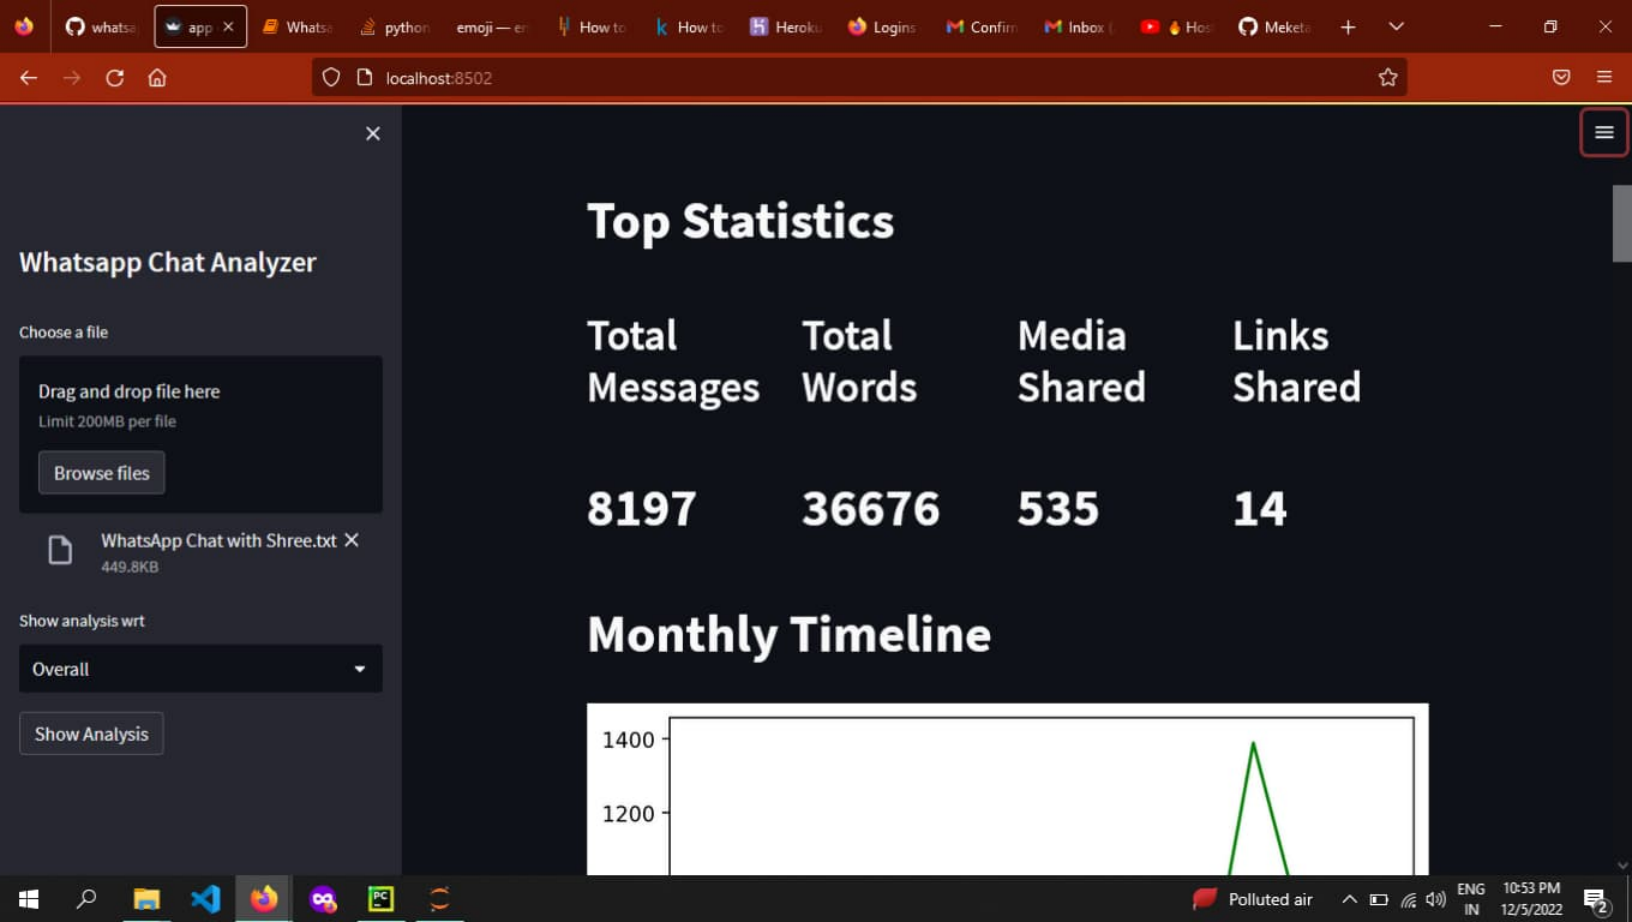 whatsa
app
Whatsa
python
emoji — en
How to
How to
Heroku
Logins
Confirm
Inbox (
Hos
Meketa
localhost:8502
Whatsapp Chat Analyzer
Choose a file
Drag and drop file here
Limit 200MB per file
Browse files
WhatsApp Chat with Shree.txt
449.8KB
Show analysis wrt
Overall
Show Analysis
Top Statistics
Total Messages
Total Words
Media Shared
Links Shared
8197
36676
535
14
Monthly Timeline
1400
1200
PC
Polluted air
ENG
IN
10:53 PM
12/5/2022
2